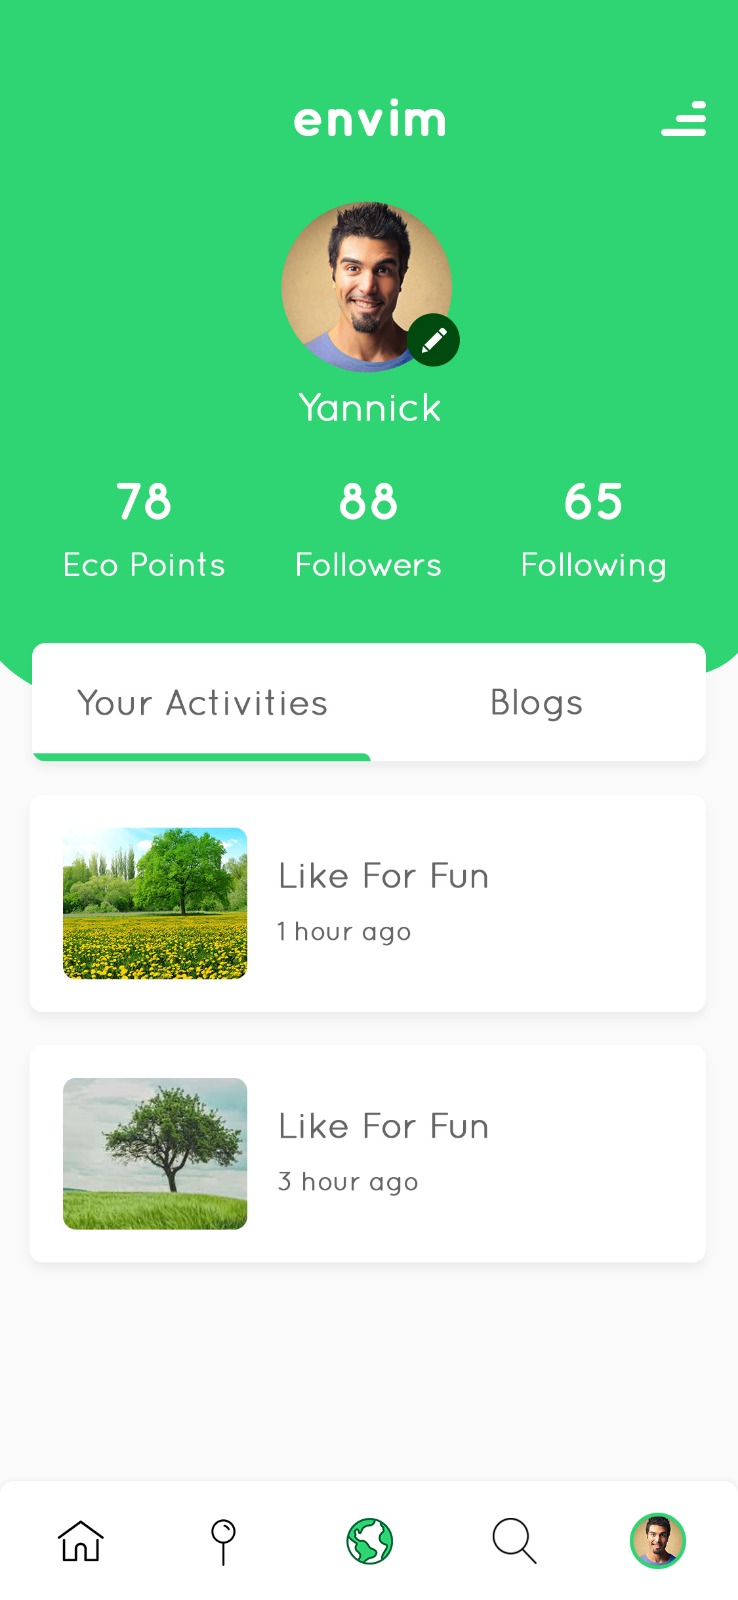 envim
Yannick
78 88 65
Eco Points Followers Following
Your Activities Blogs
Like For Fun
1 hour ago
Like For Fun
3 hour ago